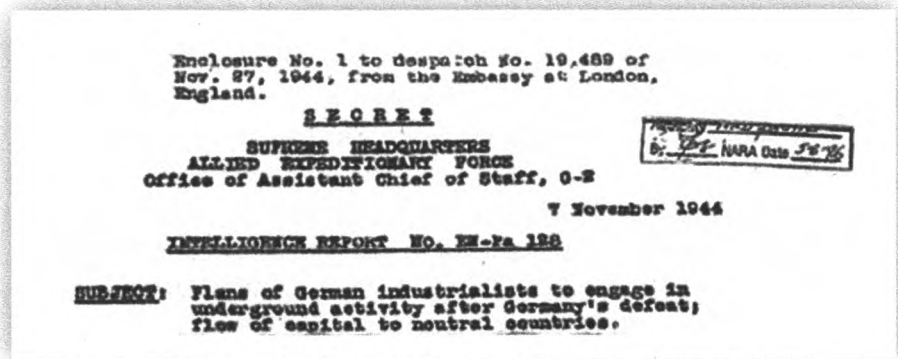 Enclosure No. 1 to despatch No. 19,489 of
Nov. 27, 1944, from the Embassy at London,
England.
SECRET
SUPREME HEADQUARTERS
ALLIED EXPEDITIONARY FORCE
Office of Assistant Chief of Staff, G-2
By NARA Date
7 November 1944
INTELLIGENCE REPORT NO. EW-Pa 128
SUBJECT: Plans of German industrialists to engage in
underground activity after Germany's defeat;
flow of capital to neutral countries.